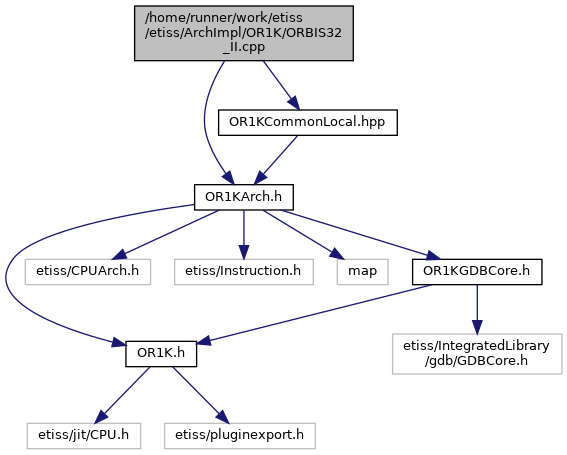 /home/runner/work/etiss
/etiss/ArchImpl/OR1K/ORBIS32
_II.cpp
OR1KCommonLocal.hpp
OR1KArch.h
etiss/CPUArch.h
etiss/Instruction.h
map
OR1KGDBCore.h
OR1K.h
etiss/IntegratedLibrary
/gdb/GDBCore.h
etiss/jit/CPU.h
etiss/pluginexport.h